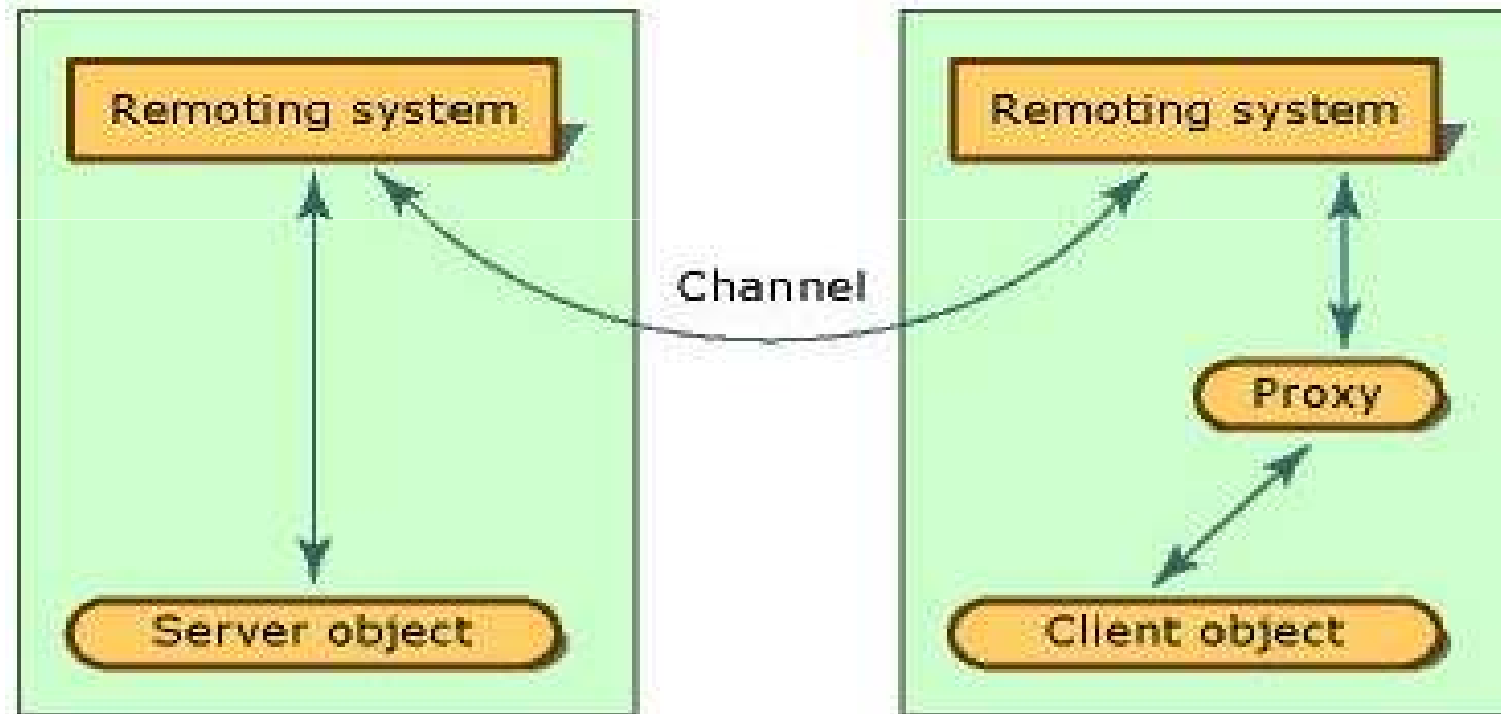 Remoting system
Remoting system
Channel
Proxy
Server object
Client object